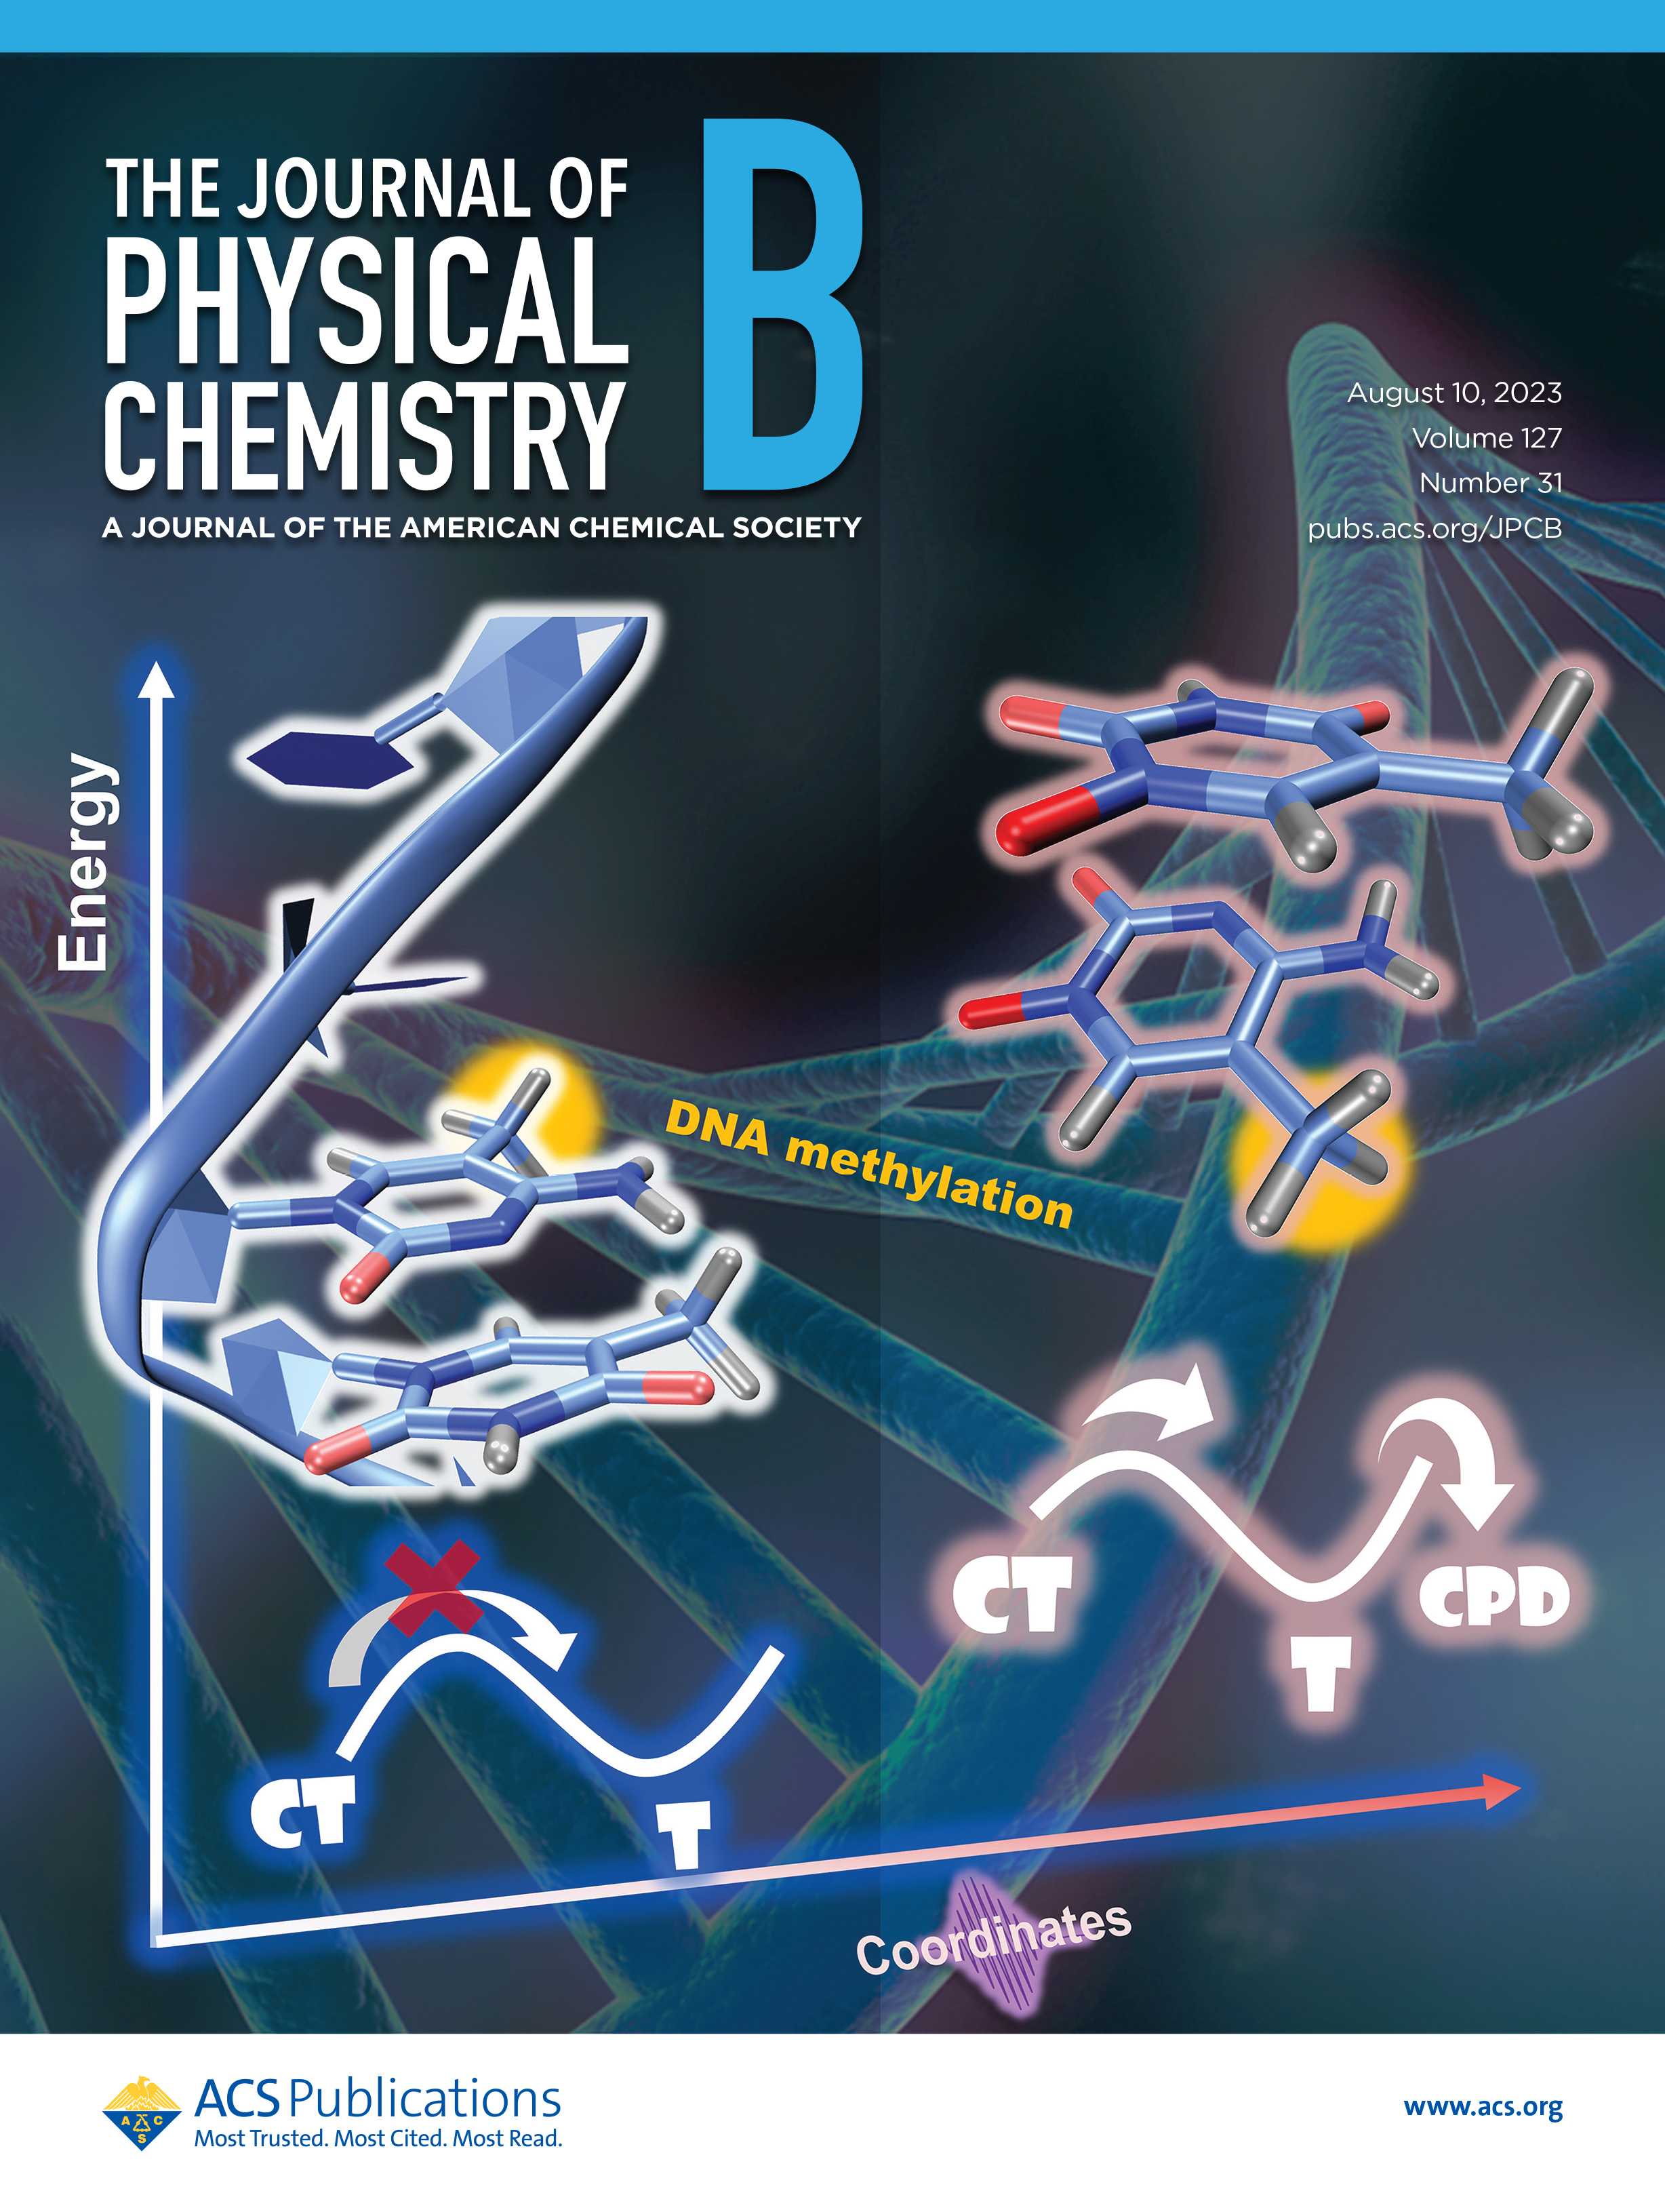 THE JOURNAL OF
PHYSICAL
CHEMISTRY
B
A JOURNAL OF THE AMERICAN CHEMICAL SOCIETY
August 10, 2023
Volume 127
Number 31
pubs.acs.org/JPCB
Energy
DNA methylation
CT
T
CPD
CT
T
Coordinates
A C S
ACS Publications
Most Trusted. Most Cited. Most Read.
www.acs.org